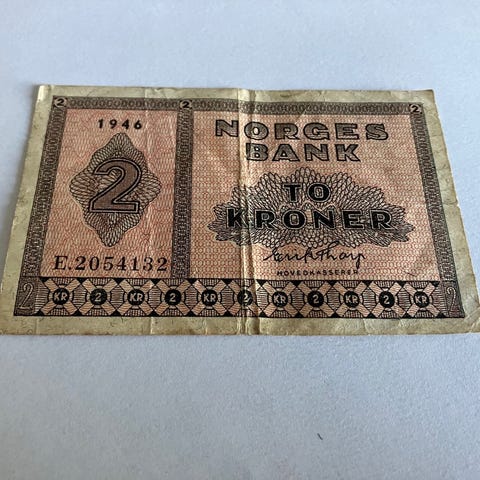 2
2
2
1946
NORGES
BANK
2
TO
KRONER
E.2054132
HOVEDKASSERER
2 KR 2 KR 2 KR 2 KR 2 KR 2